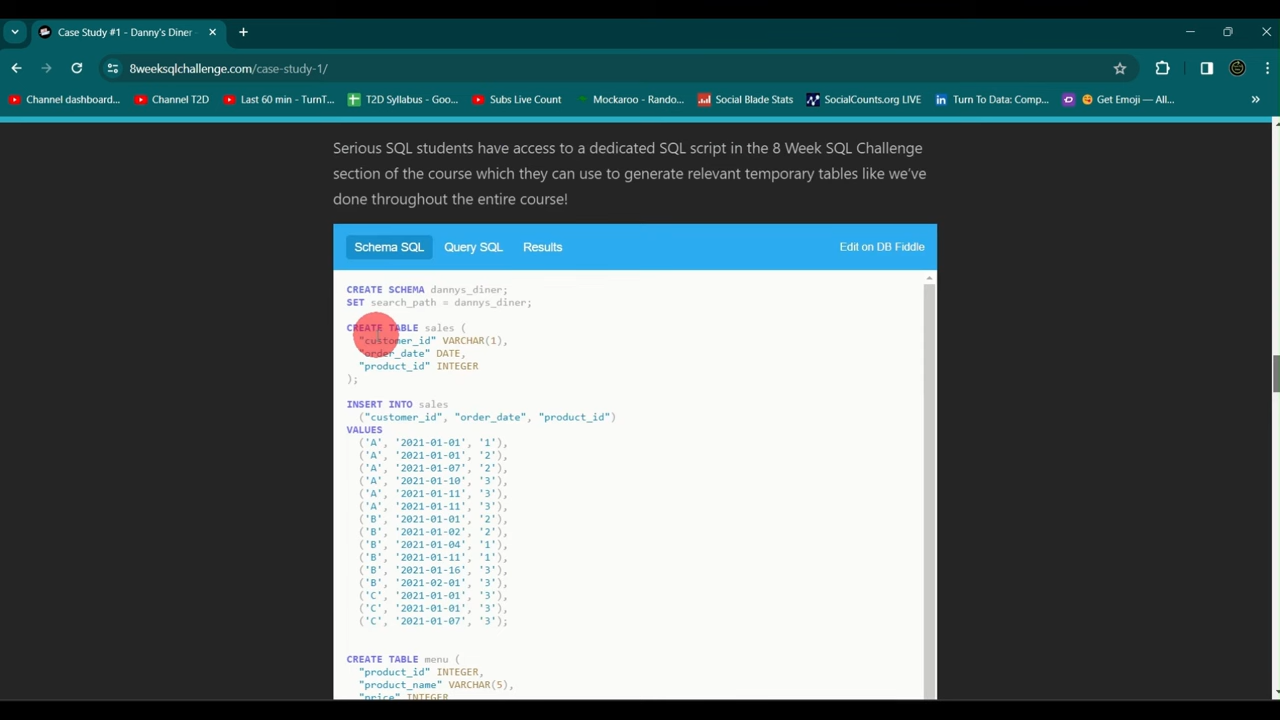 Case Study #1 - Danny's Diner
8weeksqlchallenge.com/case-study-1/
Channel dashboard... Channel T2D Last 60 min - TurnT... T2D Syllabus - Goo... Subs Live Count Mockaroo - Rando... Social Blade Stats SocialCounts.org LIVE Turn To Data: Comp... Get Emoji — All...
Serious SQL students have access to a dedicated SQL script in the 8 Week SQL Challenge
section of the course which they can use to generate relevant temporary tables like we've
done throughout the entire course!
Schema SQL Query SQL Results Edit on DB Fiddle
CREATE SCHEMA dannys_diner;
SET search_path = dannys_diner;
CREATE TABLE sales (
"customer_id" VARCHAR(1),
"order_date" DATE,
"product_id" INTEGER
);
INSERT INTO sales
("customer_id", "order_date", "product_id")
VALUES
('A', '2021-01-01', '1'),
('A', '2021-01-01', '2'),
('A', '2021-01-07', '2'),
('A', '2021-01-10', '3'),
('A', '2021-01-11', '3'),
('A', '2021-01-11', '3'),
('B', '2021-01-01', '2'),
('B', '2021-01-02', '2'),
('B', '2021-01-04', '1'),
('B', '2021-01-11', '1'),
('B', '2021-01-16', '3'),
('B', '2021-02-01', '3'),
('C', '2021-01-01', '3'),
('C', '2021-01-01', '3'),
('C', '2021-01-07', '3');
CREATE TABLE menu (
"product_id" INTEGER,
"product_name" VARCHAR(5),
"price" INTEGER